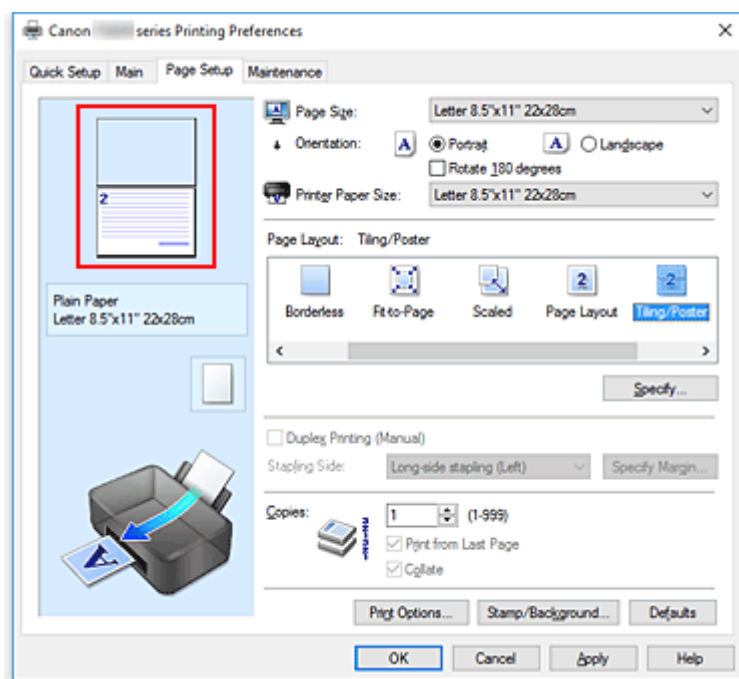 Canon series Printing Preferences
Quick Setup Main Page Setup Maintenance
Page Size: Letter 8.5"x11" 22x28cm
Orientation: A Portrait A Landscape
Rotate 180 degrees
Printer Paper Size: Letter 8.5"x11" 22x28cm
2
Page Layout: Tiling/Poster
2 2
Borderless Fit-to-Page Scaled Page Layout Tiling/Poster
Plain Paper
Letter 8.5"x11" 22x28cm
Specify...
Duplex Printing (Manual)
Stapling Side: Long-side stapling (Left) Specify Margin...
Copies: 1 (1-999)
Print from Last Page
Collate
A
Print Options... Stamp/Background... Defaults
OK Cancel Apply Help